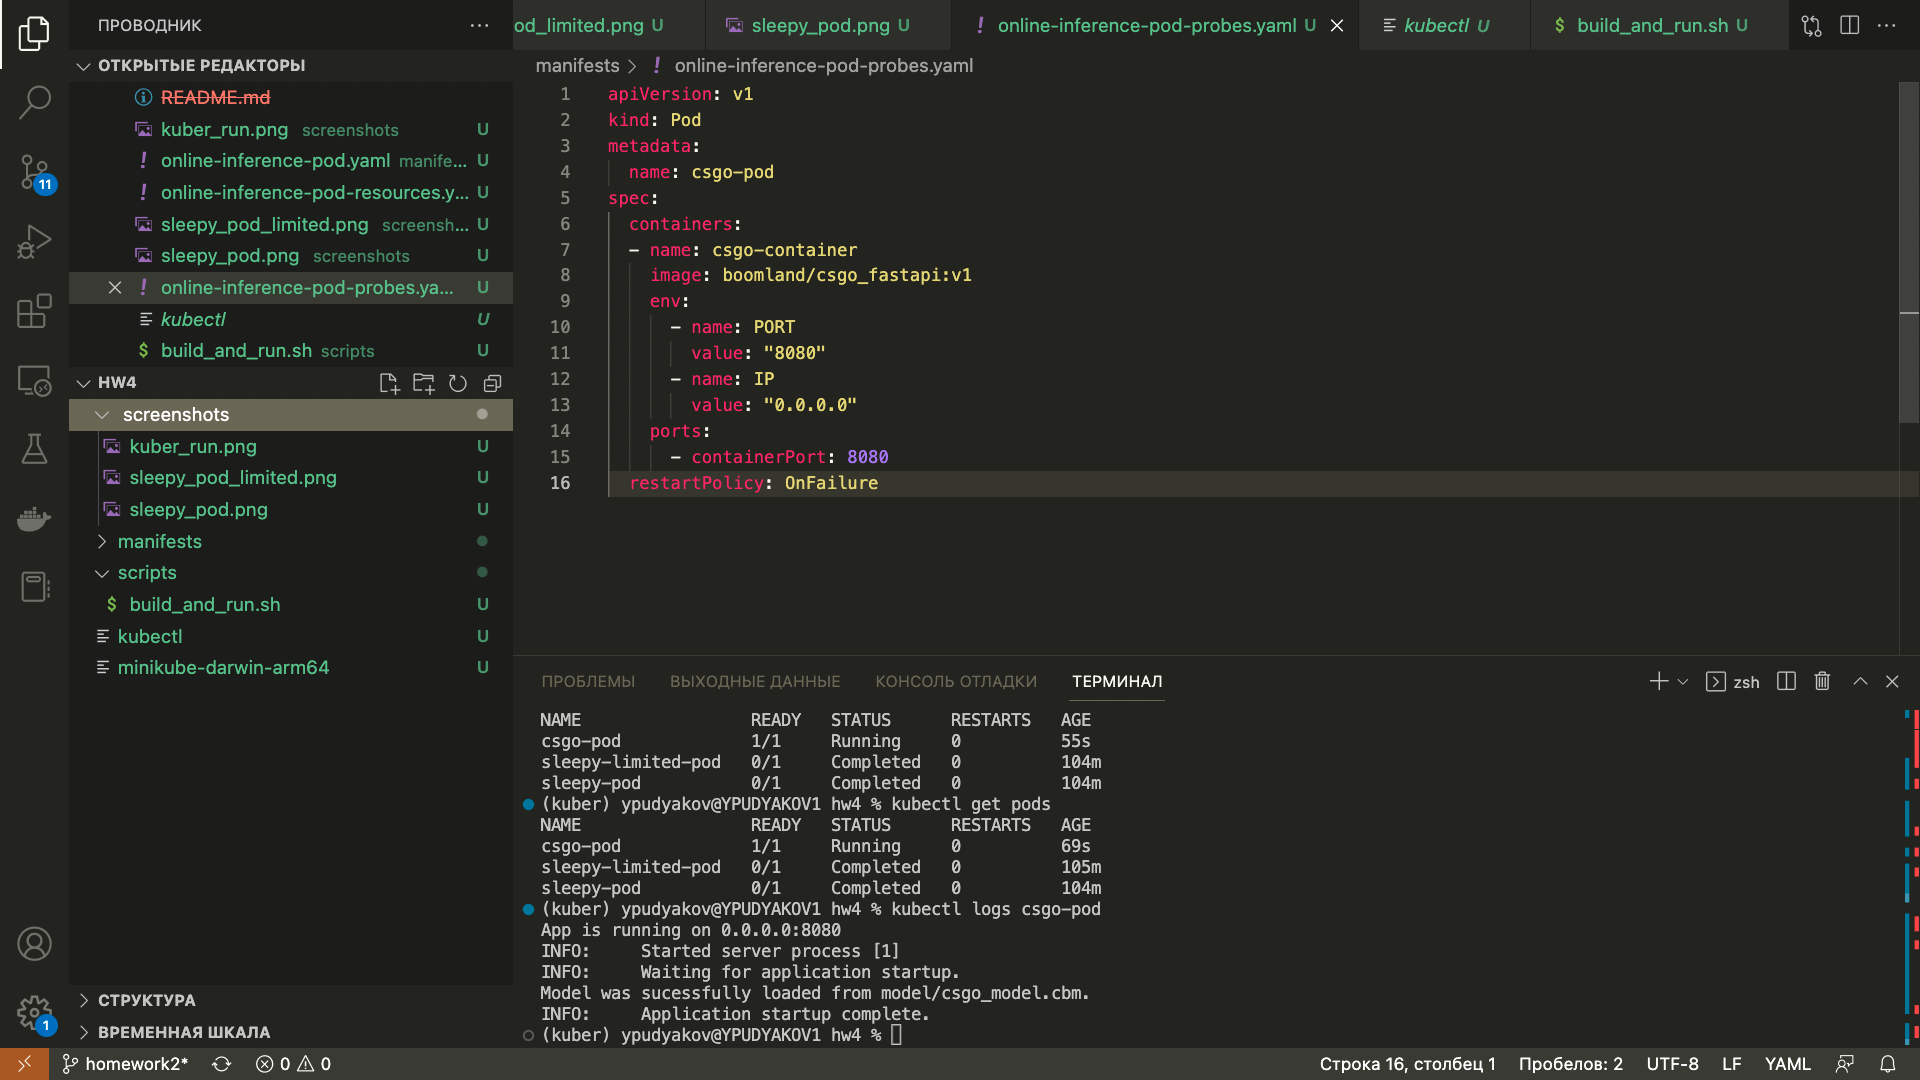 ПРОВОДНИК
ОТКРЫТЫЕ РЕДАКТОРЫ
README.md
kuber_run.png screenshots U
online-inference-pod.yaml manife... U
online-inference-pod-resources.y... U
sleepy_pod_limited.png screensh... U
sleepy_pod.png screenshots U
online-inference-pod-probes.ya... U
kubectl U
build_and_run.sh scripts U
HW4
screenshots
kuber_run.png U
sleepy_pod_limited.png U
sleepy_pod.png U
manifests
scripts
build_and_run.sh U
kubectl U
minikube-darwin-arm64 U
СТРУКТУРА
ВРЕМЕННАЯ ШКАЛА
11
1
od_limited.png U
sleepy_pod.png U
online-inference-pod-probes.yaml U
kubectl U
build_and_run.sh U
manifests > online-inference-pod-probes.yaml
1 apiVersion: v1
2 kind: Pod
3 metadata:
4 name: csgo-pod
5 spec:
6 containers:
7 - name: csgo-container
8 image: boomland/csgo_fastapi:v1
9 env:
10 - name: PORT
11 value: "8080"
12 - name: IP
13 value: "0.0.0.0"
14 ports:
15 - containerPort: 8080
16 restartPolicy: OnFailure
ПРОБЛЕМЫ ВЫХОДНЫЕ ДАННЫЕ КОНСОЛЬ ОТЛАДКИ ТЕРМИНАЛ
zsh
NAME READY STATUS RESTARTS AGE
csgo-pod 1/1 Running 0 55s
sleepy-limited-pod 0/1 Completed 0 104m
sleepy-pod 0/1 Completed 0 104m
(kuber) ypudyakov@YPUDYAKOV1 hw4 % kubectl get pods
NAME READY STATUS RESTARTS AGE
csgo-pod 1/1 Running 0 69s
sleepy-limited-pod 0/1 Completed 0 105m
sleepy-pod 0/1 Completed 0 104m
(kuber) ypudyakov@YPUDYAKOV1 hw4 % kubectl logs csgo-pod
App is running on 0.0.0.0:8080
INFO: Started server process [1]
INFO: Waiting for application startup.
Model was sucessfully loaded from model/csgo_model.cbm.
INFO: Application startup complete.
(kuber) ypudyakov@YPUDYAKOV1 hw4 %
homework2* 0 0 Строка 16, столбец 1 Пробелов: 2 UTF-8 LF YAML